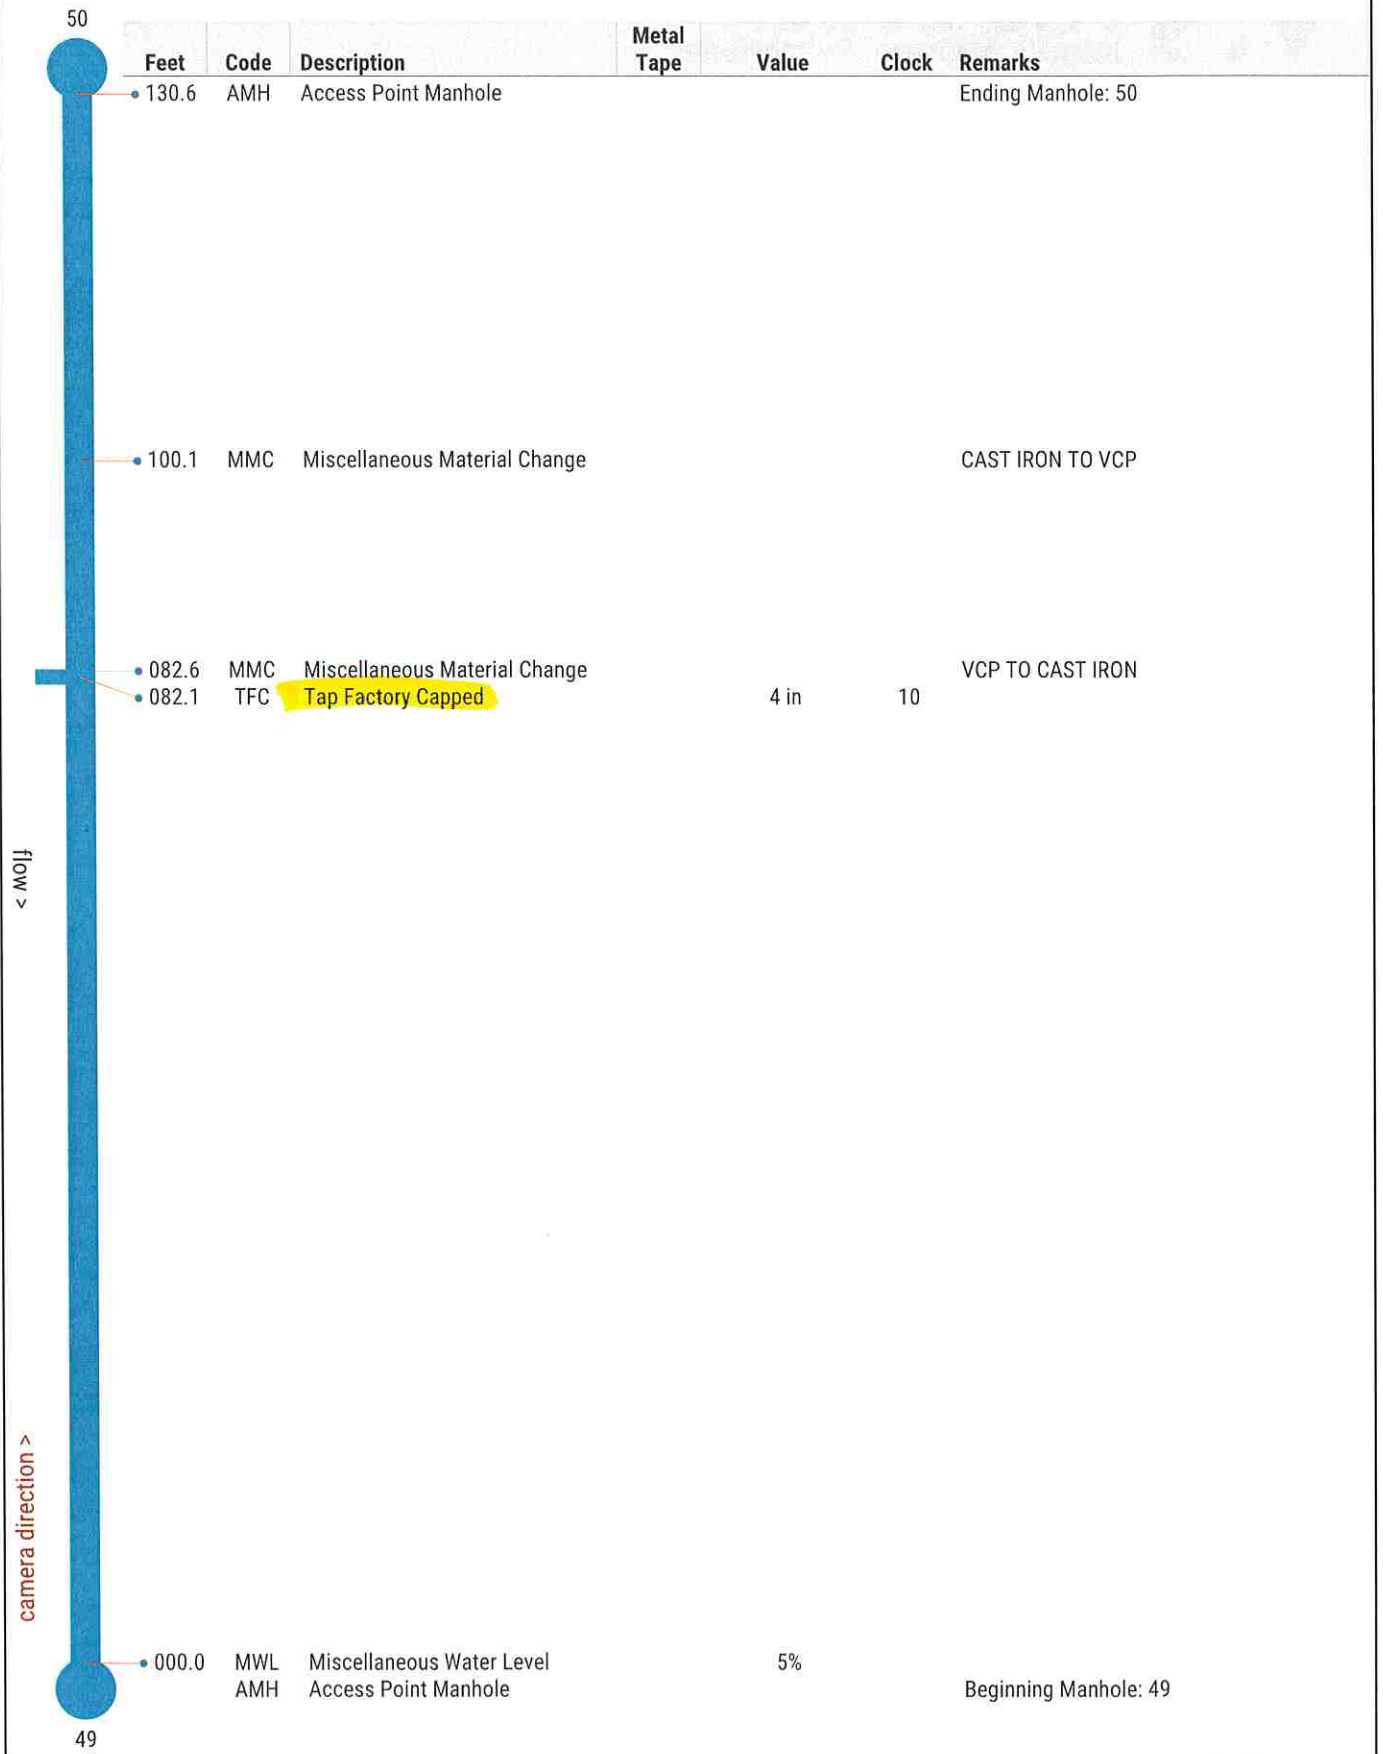 50
Feet Code Description Metal Tape Value Clock Remarks
130.6 AMH Access Point Manhole Ending Manhole: 50
100.1 MMC Miscellaneous Material Change CAST IRON TO VCP
082.6 MMC Miscellaneous Material Change VCP TO CAST IRON
082.1 TFC Tap Factory Capped 4 in 10
flow >
camera direction >
000.0 MWL Miscellaneous Water Level 5%
AMH Access Point Manhole Beginning Manhole: 49
49